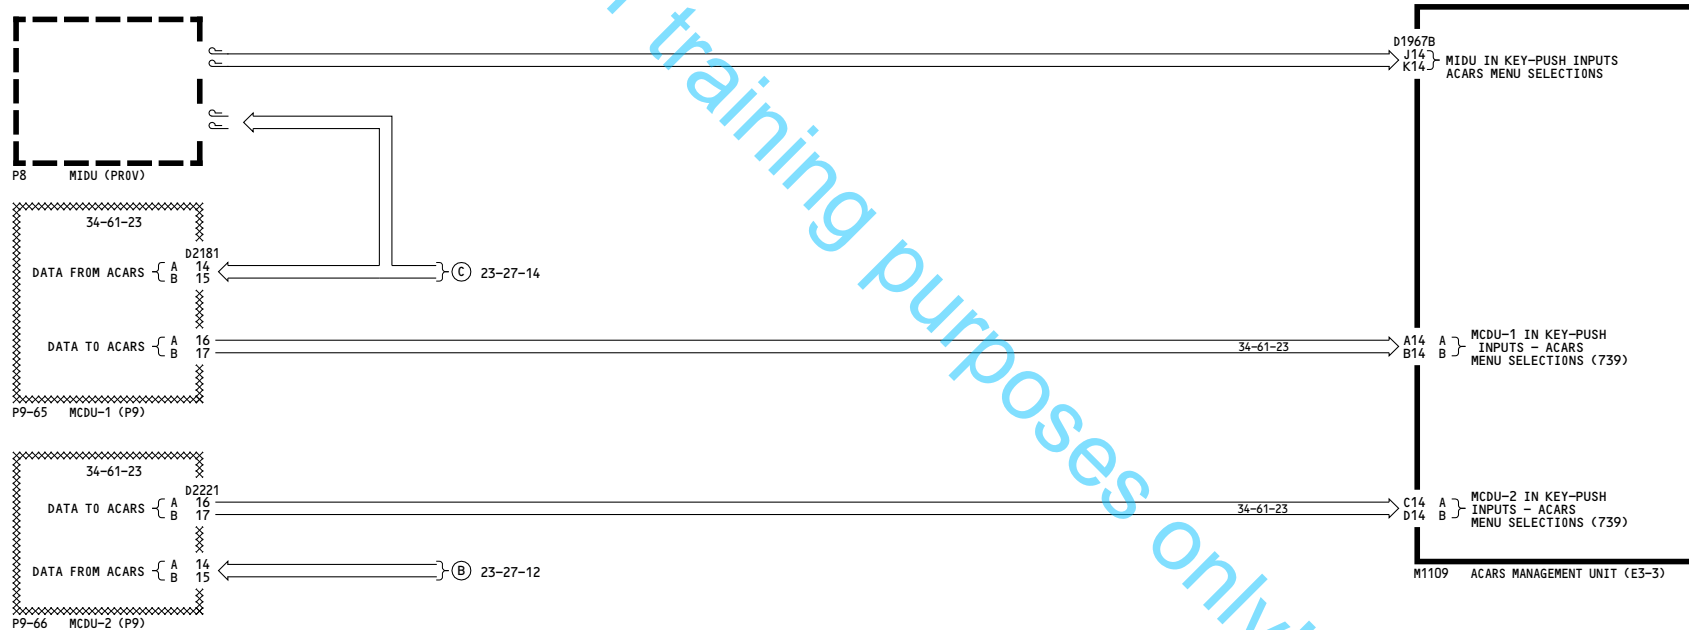 D1967B
J14
K14
MIDU IN KEY-PUSH INPUTS
ACARS MENU SELECTIONS
P8 MIDU (PROV)
34-61-23
D2181
DATA FROM ACARS A 14
B 15
C 23-27-14
DATA TO ACARS A 16
B 17
34-61-23
A14 A
B14 B
MCDU-1 IN KEY-PUSH
INPUTS - ACARS
MENU SELECTIONS (739)
P9-65 MCDU-1 (P9)
34-61-23
D2221
DATA TO ACARS A 16
B 17
34-61-23
C14 A
D14 B
MCDU-2 IN KEY-PUSH
INPUTS - ACARS
MENU SELECTIONS (739)
DATA FROM ACARS A 14
B 15
B 23-27-12
M1109 ACARS MANAGEMENT UNIT (E3-3)
P9-66 MCDU-2 (P9)
training purposes only